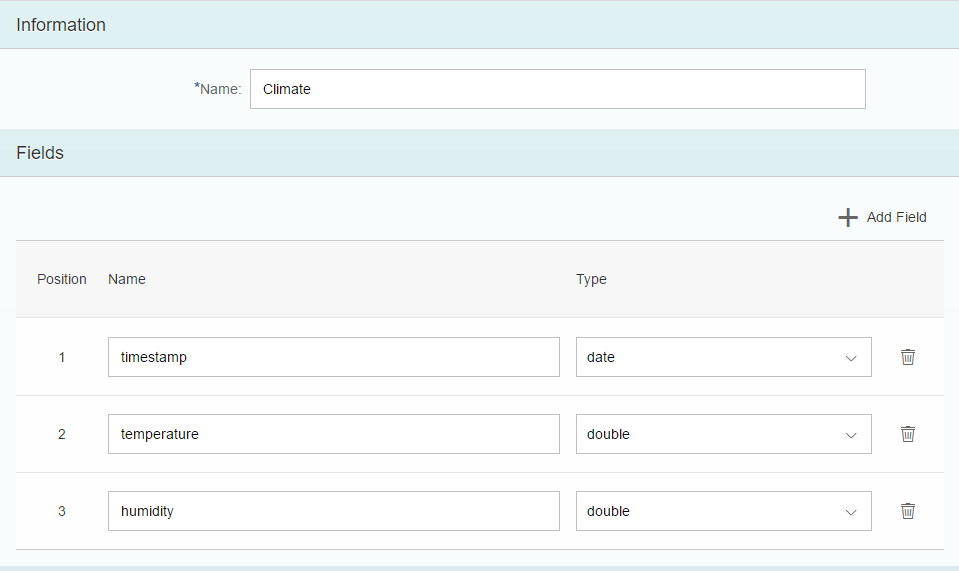 Information
*Name: Climate
Fields
Add Field
Position Name Type
1 timestamp date
2 temperature double
3 humidity double